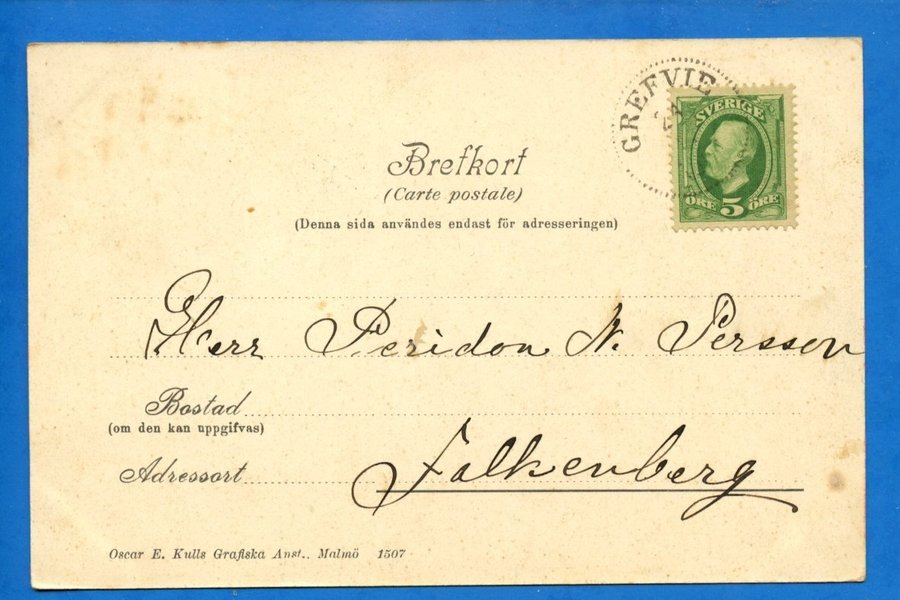 GREFVIE
SVERIGE
ÖRE 5 ÖRE
Brefkort
(Carte postale)
(Denna sida användes endast för adresseringen)
Herr Peridon N. Persson
Bostad
(om den kan uppgifvas)
Adressort Falkenberg
Oscar E. Kulls Grafiska Anst.. Malmö 1507